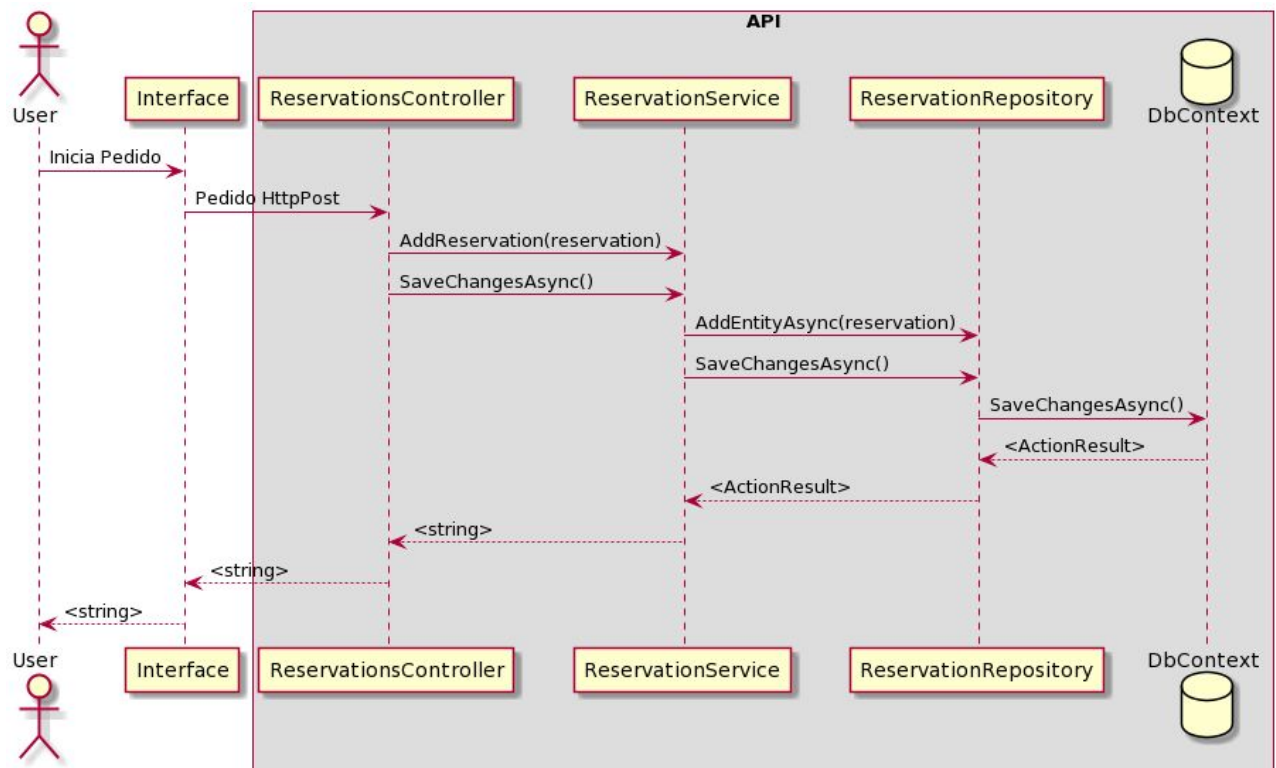 API
User
Interface
ReservationsController
ReservationService
ReservationRepository
DbContext
Inicia Pedido
Pedido HttpPost
AddReservation(reservation)
SaveChangesAsync()
AddEntityAsync(reservation)
SaveChangesAsync()
SaveChangesAsync()
<ActionResult>
<ActionResult>
<string>
<string>
<string>
User
Interface
ReservationsController
ReservationService
ReservationRepository
DbContext